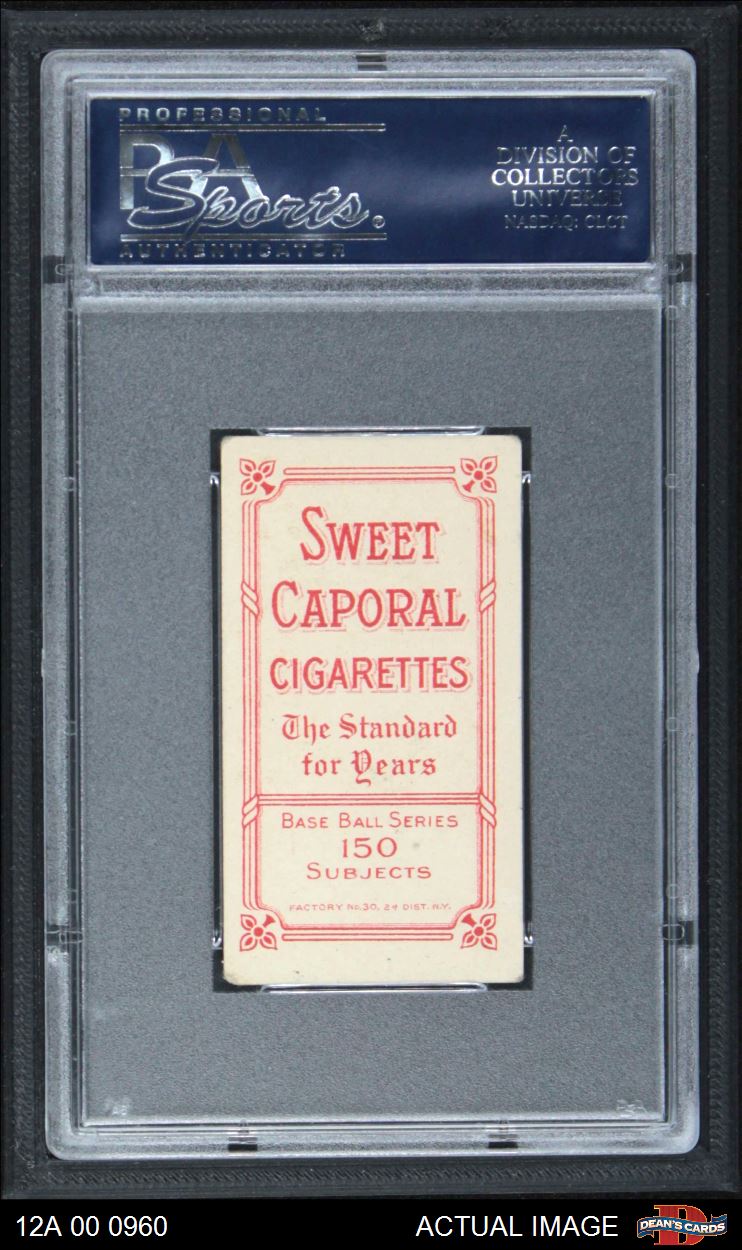 PROFESSIONAL
PSA
Sports®
AUTHENTICATOR
A
DIVISION OF
COLLECTORS
UNIVERSE
NASDAQ: CLCT
SWEET
CAPORAL
CIGARETTES
The Standard
for Years
BASE BALL SERIES
150
SUBJECTS
FACTORY No. 30, 2d DIST. N.Y.
12A 00 0960
ACTUAL IMAGE
D
DEAN'S CARDS